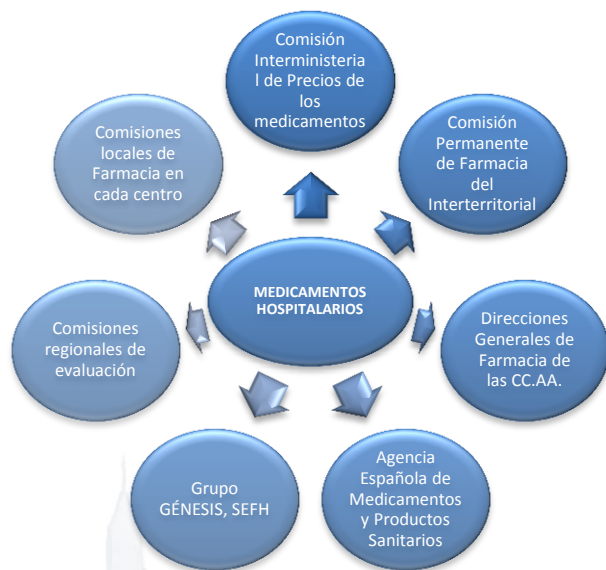 Comisión
Interministeria
l de Precios de
los
medicamentos
Comisión
Permanente
de Farmacia
del
Interterritorial
Direcciones
Generales de
Farmacia de
las CC.AA.
Agencia
Española de
Medicamentos
y Productos
Sanitarios
Grupo
GÉNESIS, SEFH
Comisiones
regionales de
evaluación
Comisiones
locales de
Farmacia en
cada centro
MEDICAMENTOS
HOSPITALARIOS